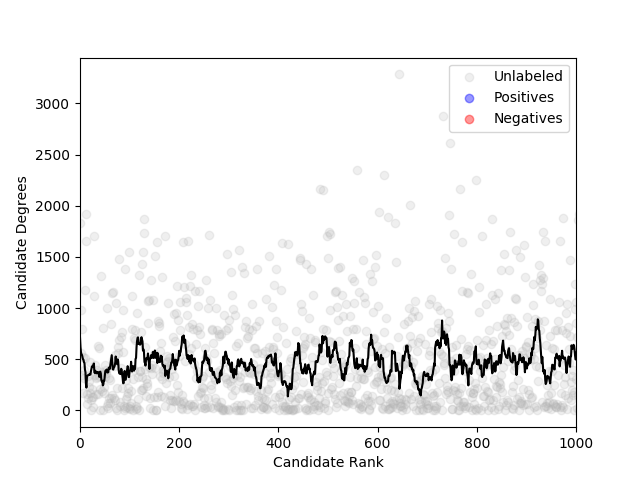 Unlabeled
Positives
Negatives
3000
2500
2000
1500
1000
500
0
Candidate Degrees
0 200 400 600 800 1000
Candidate Rank